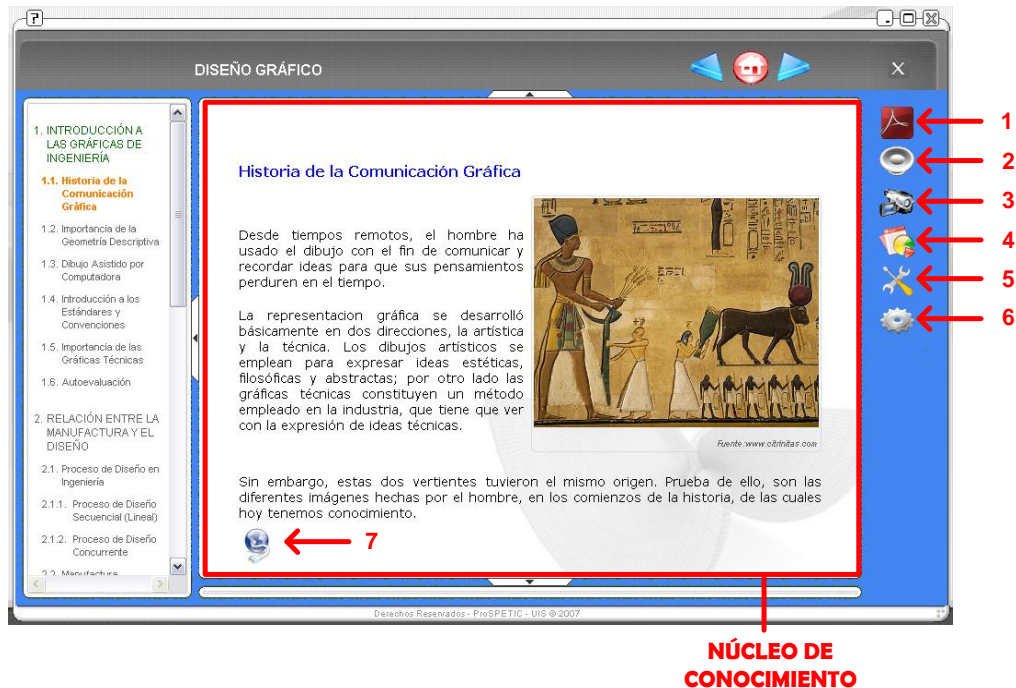 ?
DISEÑO GRÁFICO
X
1. INTRODUCCIÓN A
LAS GRÁFICAS DE
INGENIERÍA
1.1. Historia de la
Comunicación
Gráfica
1.2. Importancia de la
Geometría Descriptiva
1.3. Dibujo Asistido por
Computadora
1.4. Introducción a los
Estándares y
Convenciones
1.5. Importancia de las
Gráficas Técnicas
1.6. Autoevaluación
2. RELACIÓN ENTRE LA
MANUFACTURA Y EL
DISEÑO
2.1. Proceso de Diseño en
Ingeniería
2.1.1. Proceso de Diseño
Secuencial (Lineal)
2.1.2. Proceso de Diseño
Concurrente
2.2. Manufactura
Historia de la Comunicación Gráfica
Desde tiempos remotos, el hombre ha
usado el dibujo con el fin de comunicar y
recordar ideas para que sus pensamientos
perduren en el tiempo.
La representacion gráfica se desarrolló
básicamente en dos direcciones, la artística
y la técnica. Los dibujos artísticos se
emplean para expresar ideas estéticas,
filosóficas y abstractas; por otro lado las
gráficas técnicas constituyen un método
empleado en la industria, que tiene que ver
con la expresión de ideas técnicas.
Fuente:www.citrinitas.com
Sin embargo, estas dos vertientes tuvieron el mismo origen. Prueba de ello, son las
diferentes imágenes hechas por el hombre, en los comienzos de la historia, de las cuales
hoy tenemos conocimiento.
7
1
2
3
4
5
6
Derechos Reservados - ProSPETIC - UIS © 2007
NÚCLEO DE
CONOCIMIENTO